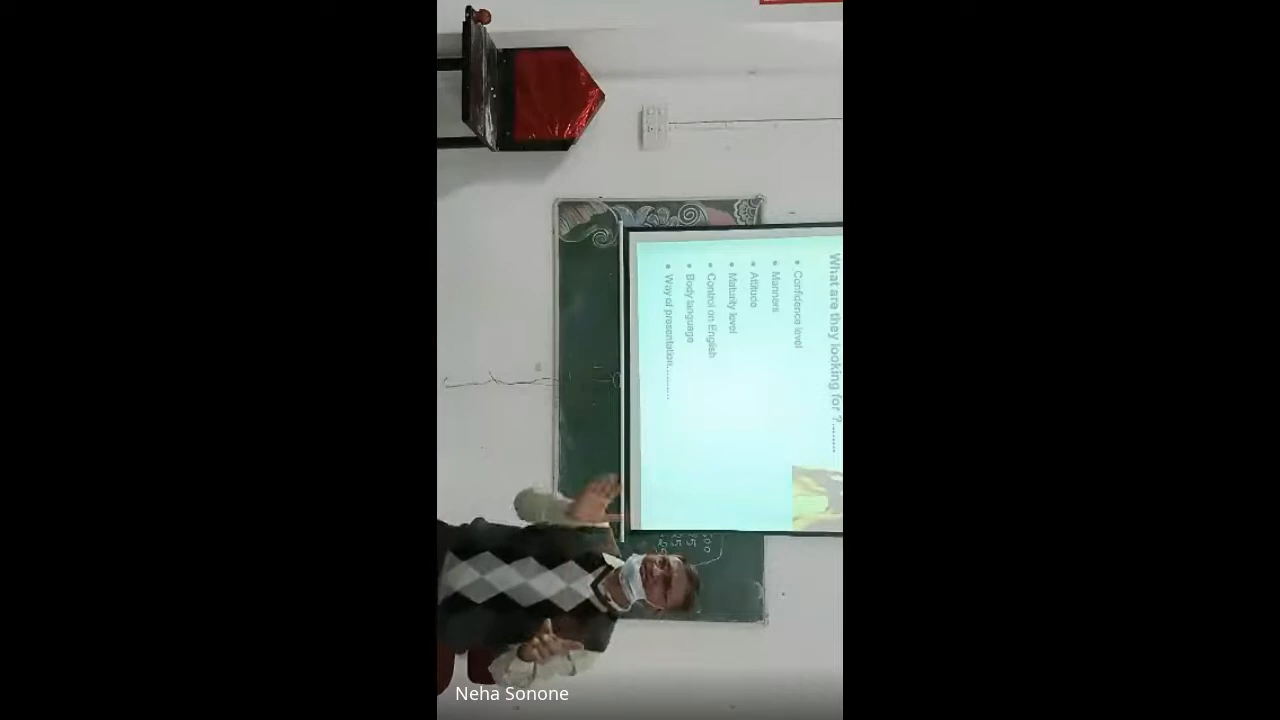 What are they looking for ?........
• Confidence level
• Manners
• Attitude
• Maturity level
• Control on English
• Body language
• Way of presentation..........
Neha Sonone